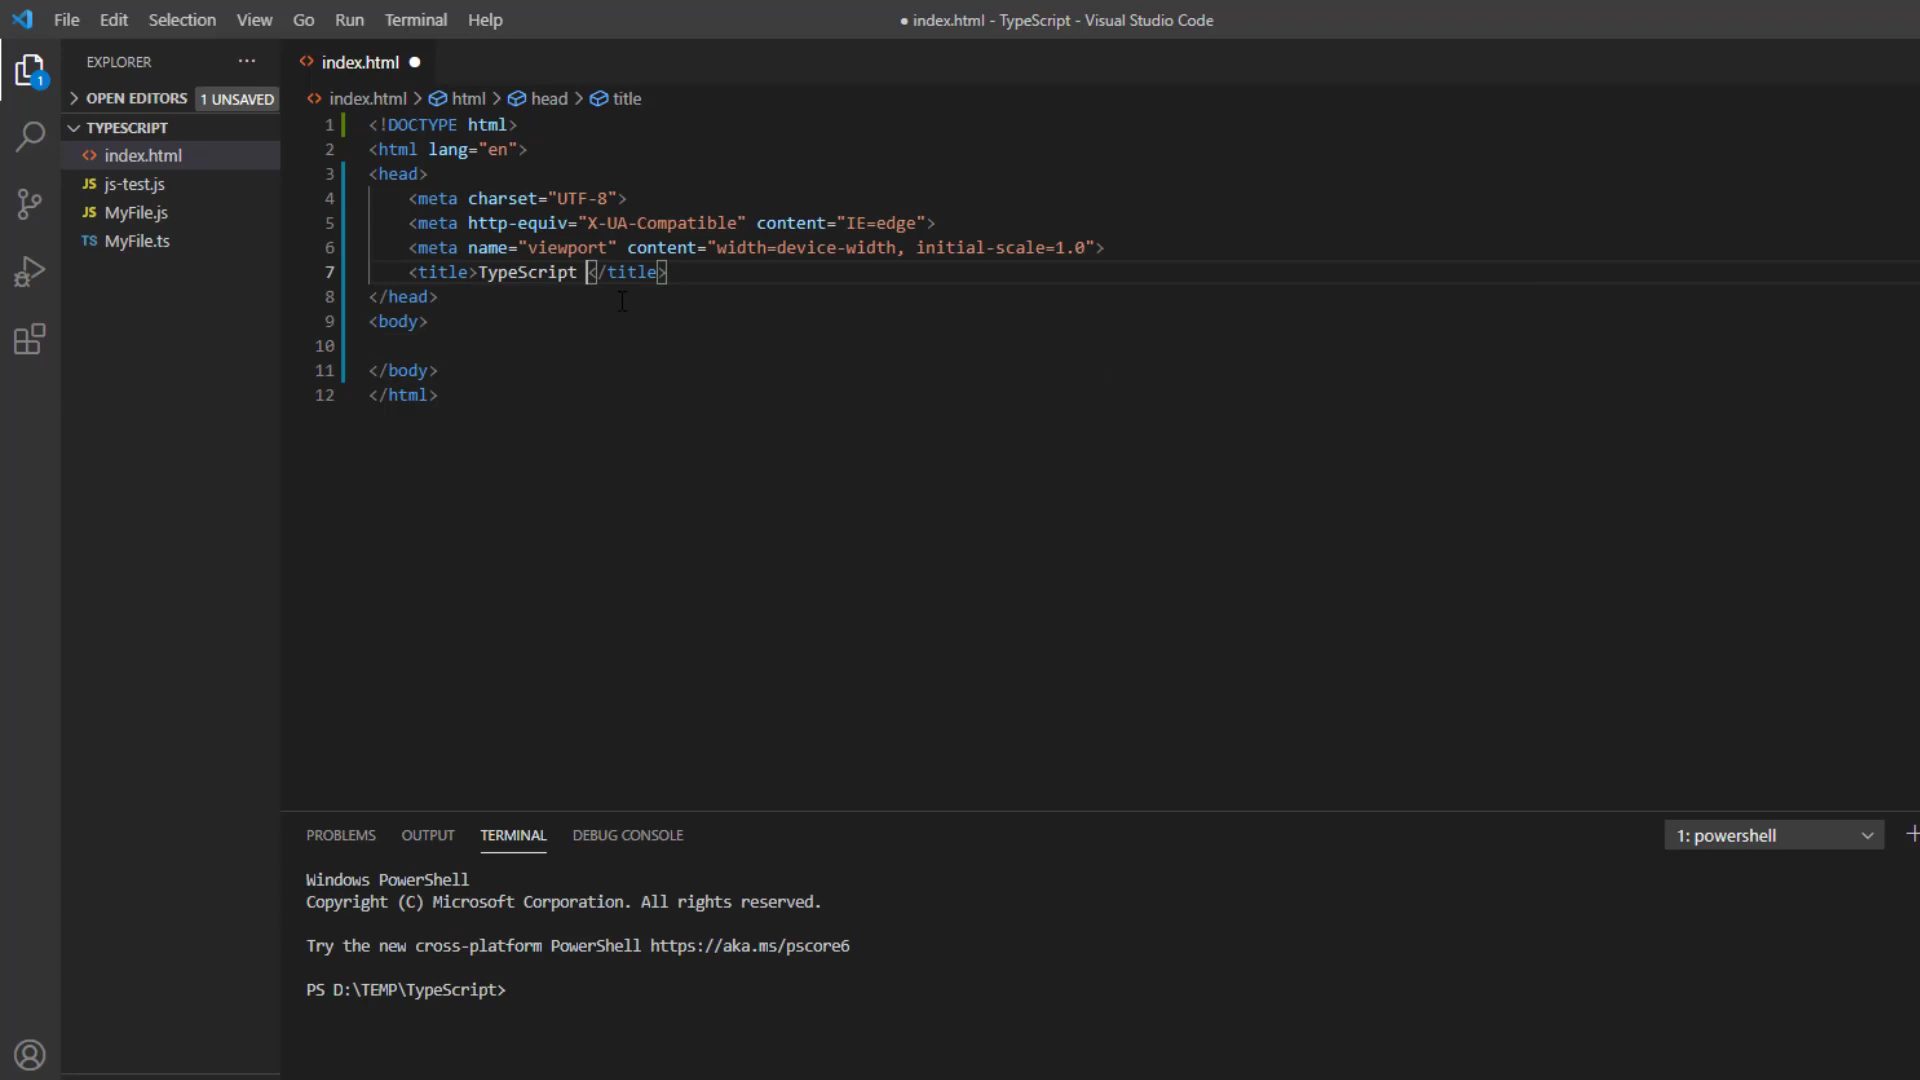 File Edit Selection View Go Run Terminal Help
● index.html - TypeScript - Visual Studio Code
1
EXPLORER ···
OPEN EDITORS 1 UNSAVED
TYPESCRIPT
<> index.html
JS js-test.js
JS MyFile.js
TS MyFile.ts
<> index.html ●
<> index.html > html > head > title
1 <!DOCTYPE html>
2 <html lang="en">
3 <head>
4 <meta charset="UTF-8">
5 <meta http-equiv="X-UA-Compatible" content="IE=edge">
6 <meta name="viewport" content="width=device-width, initial-scale=1.0">
7 <title>TypeScript </title>
8 </head>
9 <body>
10
11 </body>
12 </html>
PROBLEMS OUTPUT TERMINAL DEBUG CONSOLE
1: powershell
Windows PowerShell
Copyright (C) Microsoft Corporation. All rights reserved.
Try the new cross-platform PowerShell https://aka.ms/pscore6
PS D:\TEMP\TypeScript>